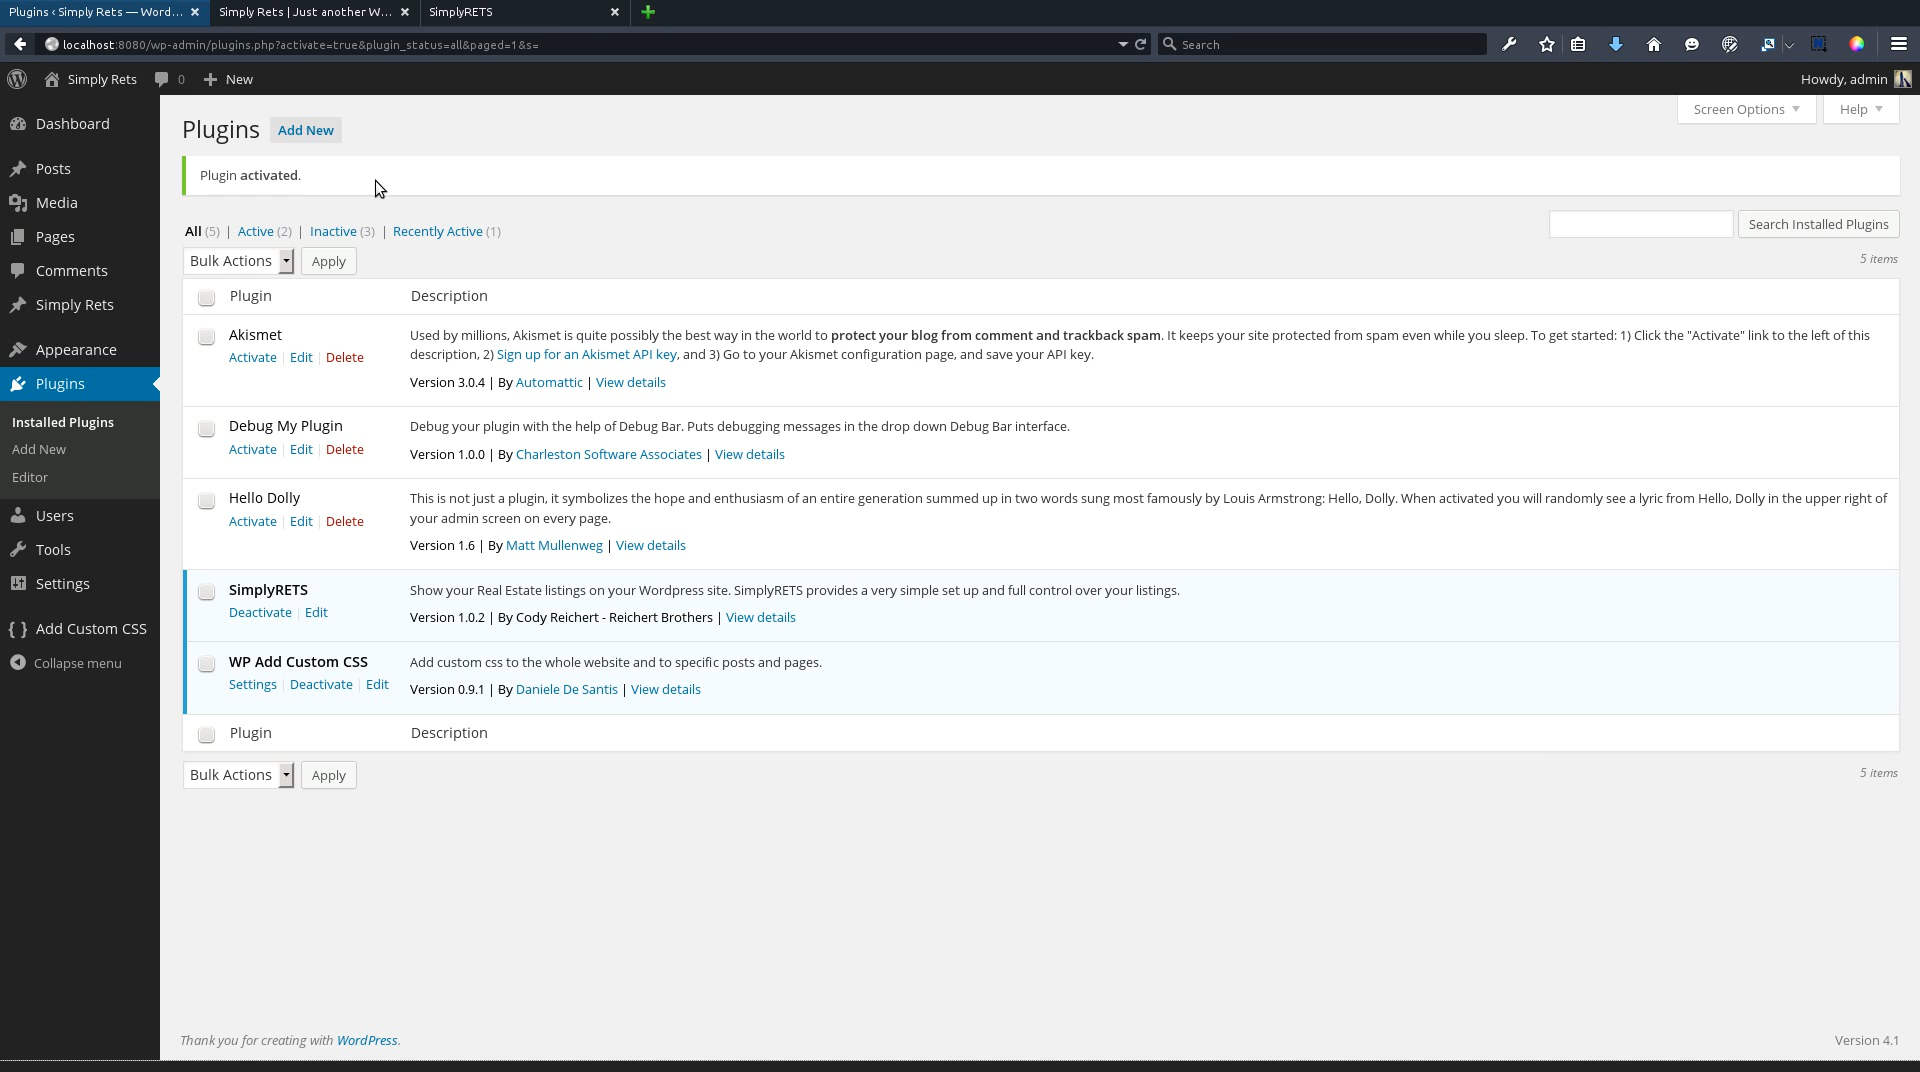 Plugins ‹ Simply Rets — Word...
Simply Rets | Just another W...
SimplyRETS
localhost:8080/wp-admin/plugins.php?activate=true&plugin_status=all&paged=1&s=
Search
Simply Rets
0
New
Howdy, admin
Dashboard
Posts
Media
Pages
Comments
Simply Rets
Appearance
Plugins
Installed Plugins
Add New
Editor
Users
Tools
Settings
Add Custom CSS
Collapse menu
Screen Options
Help
Plugins Add New
Plugin activated.
All (5) | Active (2) | Inactive (3) | Recently Active (1)
Search Installed Plugins
Bulk Actions Apply
5 items
Plugin Description
Akismet
Activate | Edit | Delete
Used by millions, Akismet is quite possibly the best way in the world to protect your blog from comment and trackback spam. It keeps your site protected from spam even while you sleep. To get started: 1) Click the "Activate" link to the left of this
description, 2) Sign up for an Akismet API key, and 3) Go to your Akismet configuration page, and save your API key.
Version 3.0.4 | By Automattic | View details
Debug My Plugin
Activate | Edit | Delete
Debug your plugin with the help of Debug Bar. Puts debugging messages in the drop down Debug Bar interface.
Version 1.0.0 | By Charleston Software Associates | View details
Hello Dolly
Activate | Edit | Delete
This is not just a plugin, it symbolizes the hope and enthusiasm of an entire generation summed up in two words sung most famously by Louis Armstrong: Hello, Dolly. When activated you will randomly see a lyric from Hello, Dolly in the upper right of
your admin screen on every page.
Version 1.6 | By Matt Mullenweg | View details
SimplyRETS
Deactivate | Edit
Show your Real Estate listings on your Wordpress site. SimplyRETS provides a very simple set up and full control over your listings.
Version 1.0.2 | By Cody Reichert - Reichert Brothers | View details
WP Add Custom CSS
Settings | Deactivate | Edit
Add custom css to the whole website and to specific posts and pages.
Version 0.9.1 | By Daniele De Santis | View details
Plugin Description
Bulk Actions Apply
5 items
Thank you for creating with WordPress.
Version 4.1